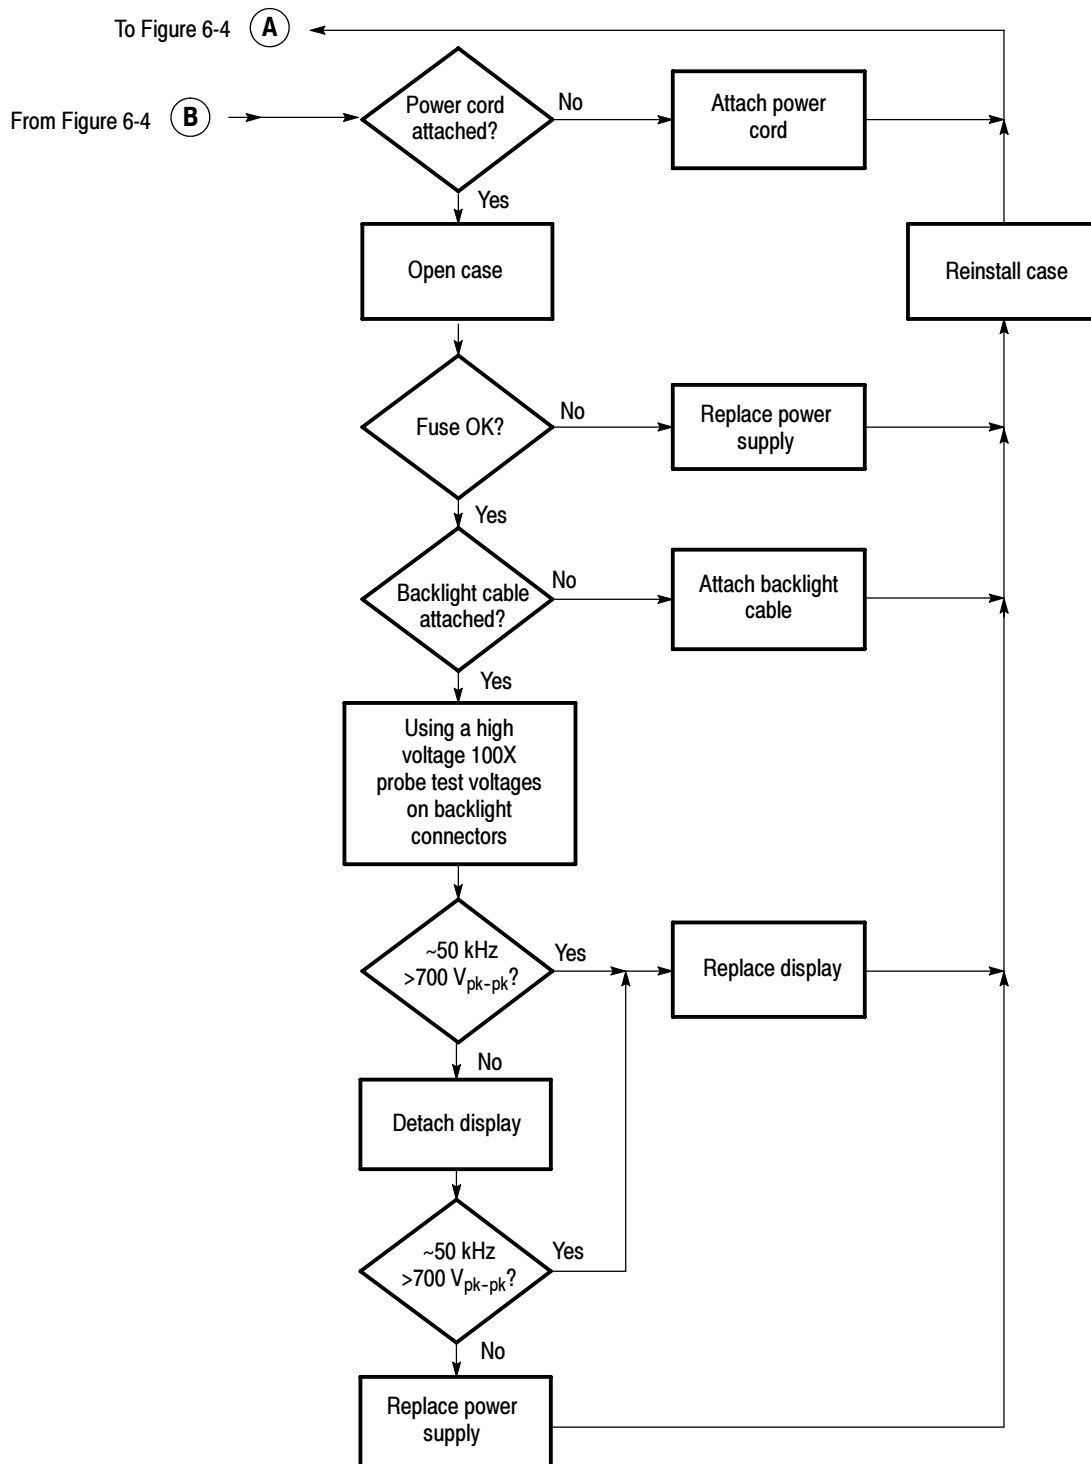 To Figure 6-4 A
From Figure 6-4 B
Power cord
attached?
No
Attach power
cord
Yes
Open case
Reinstall case
Fuse OK?
No
Replace power
supply
Yes
Backlight cable
attached?
No
Attach backlight
cable
Yes
Using a high
voltage 100X
probe test voltages
on backlight
connectors
~50 kHz
>700 Vpk-pk?
Yes
Replace display
No
Detach display
~50 kHz
>700 Vpk-pk?
Yes
No
Replace power
supply